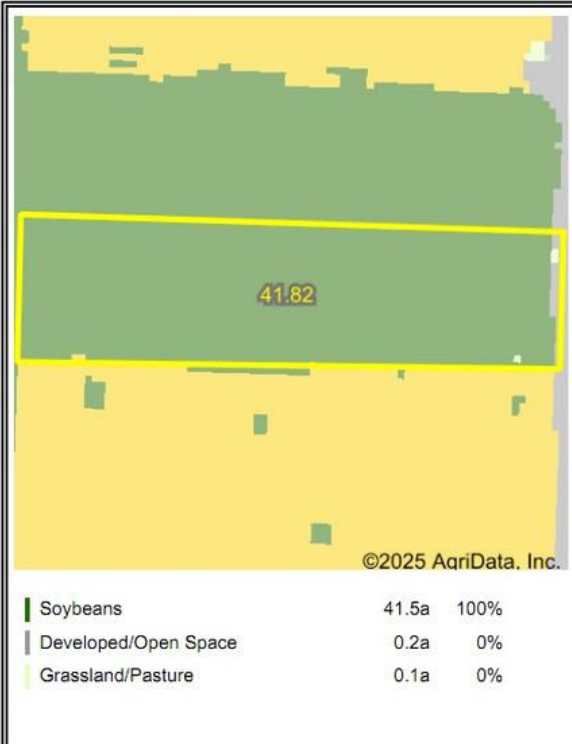 41.82
©2025 AgriData, Inc.
Soybeans 41.5a 100%
Developed/Open Space 0.2a 0%
Grassland/Pasture 0.1a 0%